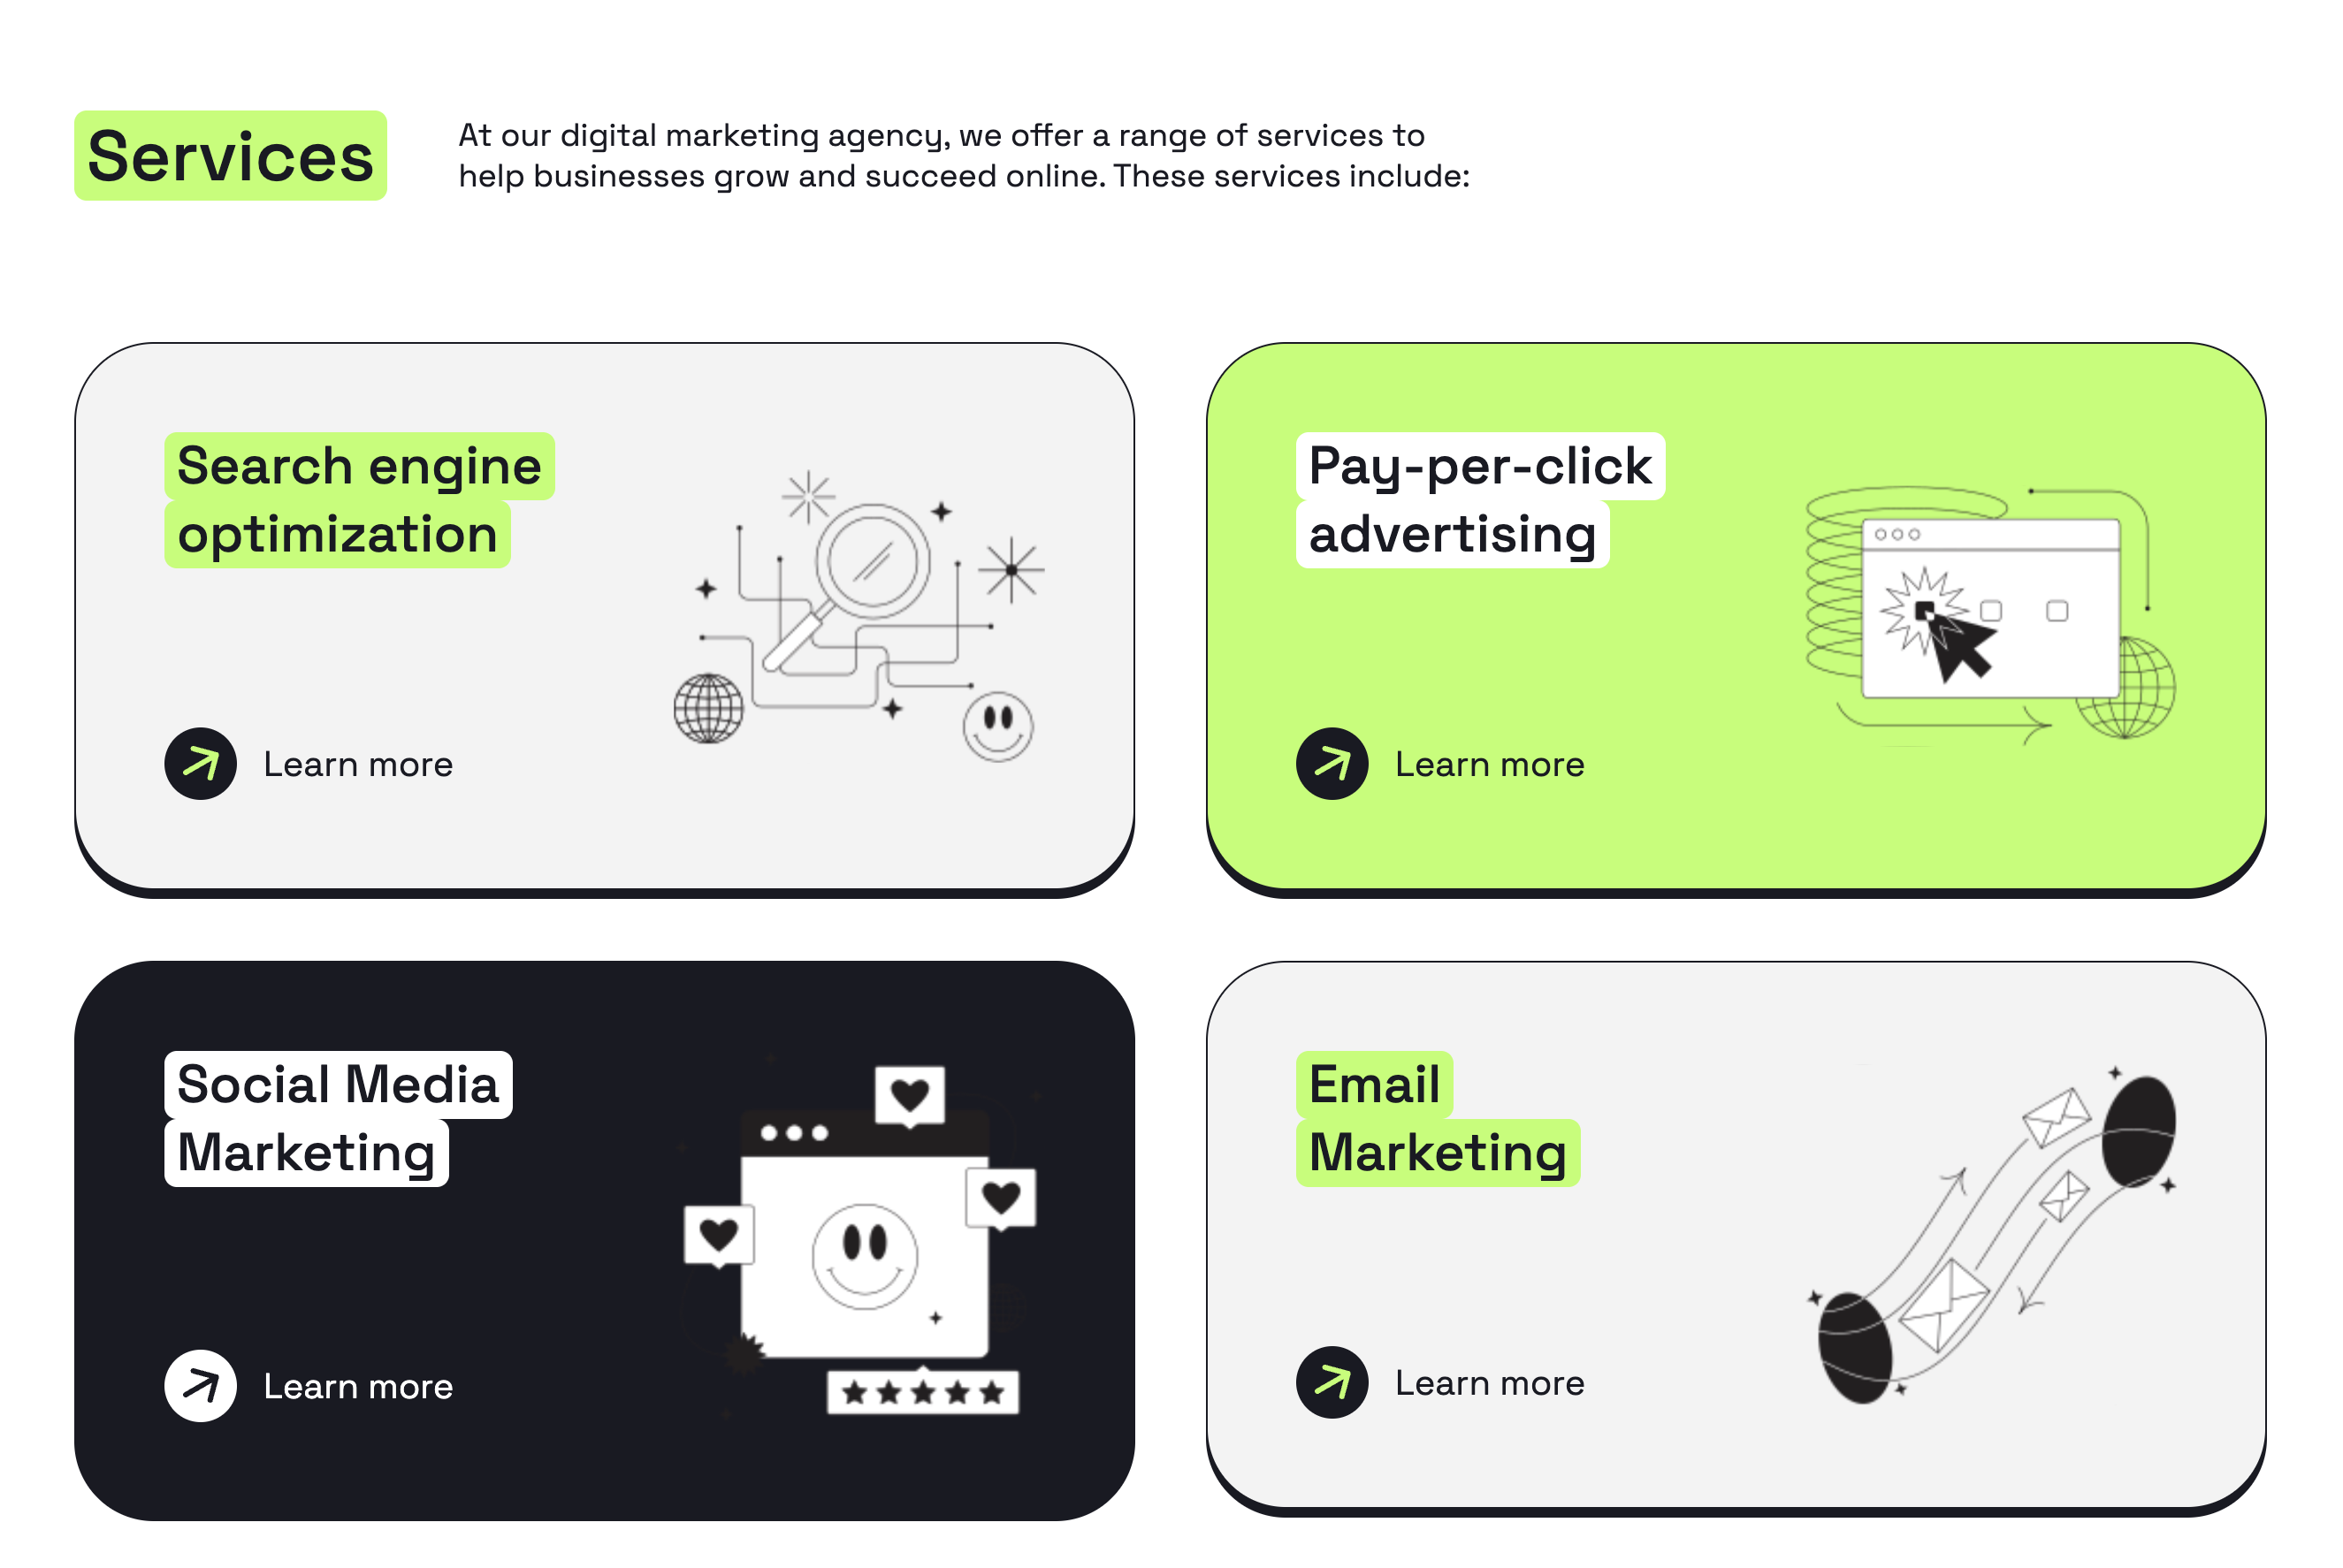 Services
At our digital marketing agency, we offer a range of services to
help businesses grow and succeed online. These services include:
Search engine
optimization
Learn more
Pay-per-click
advertising
Learn more
Social Media
Marketing
Learn more
Email
Marketing
Learn more